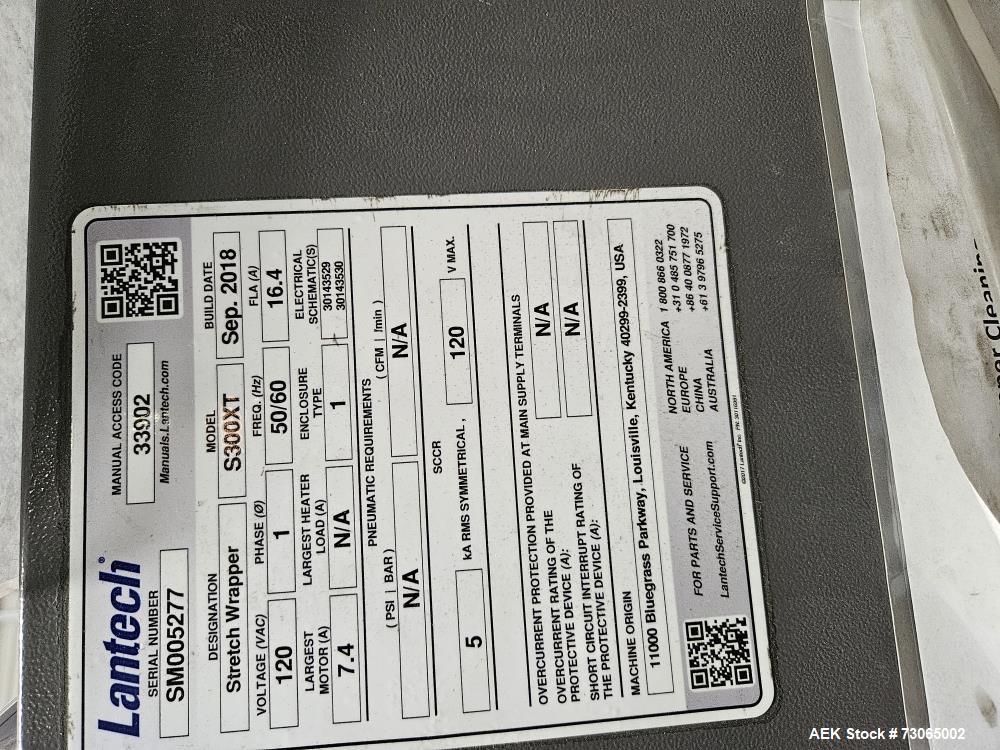 Lantech®
SERIAL NUMBER
SM005277
MANUAL ACCESS CODE
33902
Manuals.Lantech.com
DESIGNATION
Stretch Wrapper
MODEL
S300XT
BUILD DATE
Sep. 2018
VOLTAGE (VAC)
120
PHASE (Ø)
1
FREQ. (Hz)
50/60
FLA (A)
16.4
LARGEST
MOTOR (A)
7.4
LARGEST HEATER
LOAD (A)
N/A
ENCLOSURE
TYPE
1
ELECTRICAL
SCHEMATIC(S)
30143529
30143530
PNEUMATIC REQUIREMENTS
( PSI | BAR )
N/A
( CFM | l/min )
N/A
SCCR
5 kA RMS SYMMETRICAL, 120 V MAX.
OVERCURRENT PROTECTION PROVIDED AT MAIN SUPPLY TERMINALS
OVERCURRENT RATING OF THE
PROTECTIVE DEVICE (A):
N/A
SHORT CIRCUIT INTERRUPT RATING OF
THE PROTECTIVE DEVICE (A):
N/A
MACHINE ORIGIN
11000 Bluegrass Parkway, Louisville, Kentucky 40299-2399, USA
FOR PARTS AND SERVICE
LantechServiceSupport.com
NORTH AMERICA 1 800 866 0322
EUROPE +31 0 485 751 700
CHINA +86 40 0877 1972
AUSTRALIA +61 3 9796 5275
Cleaning
AEK Stock # 73065002